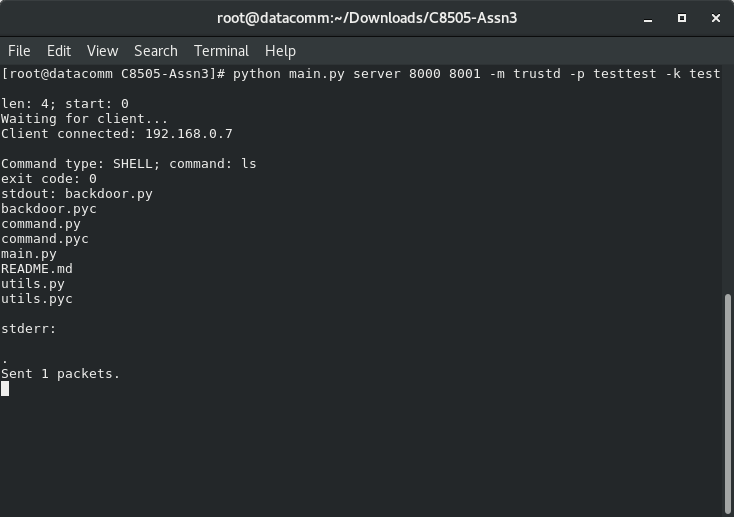 root@datacomm:~/Downloads/C8505-Assn3
File Edit View Search Terminal Help
[root@datacomm C8505-Assn3]# python main.py server 8000 8001 -m trustd -p testtest -k test
len: 4; start: 0
Waiting for client...
Client connected: 192.168.0.7
Command type: SHELL; command: ls
exit code: 0
stdout: backdoor.py
backdoor.pyc
command.py
command.pyc
main.py
README.md
utils.py
utils.pyc
stderr:
.
Sent 1 packets.